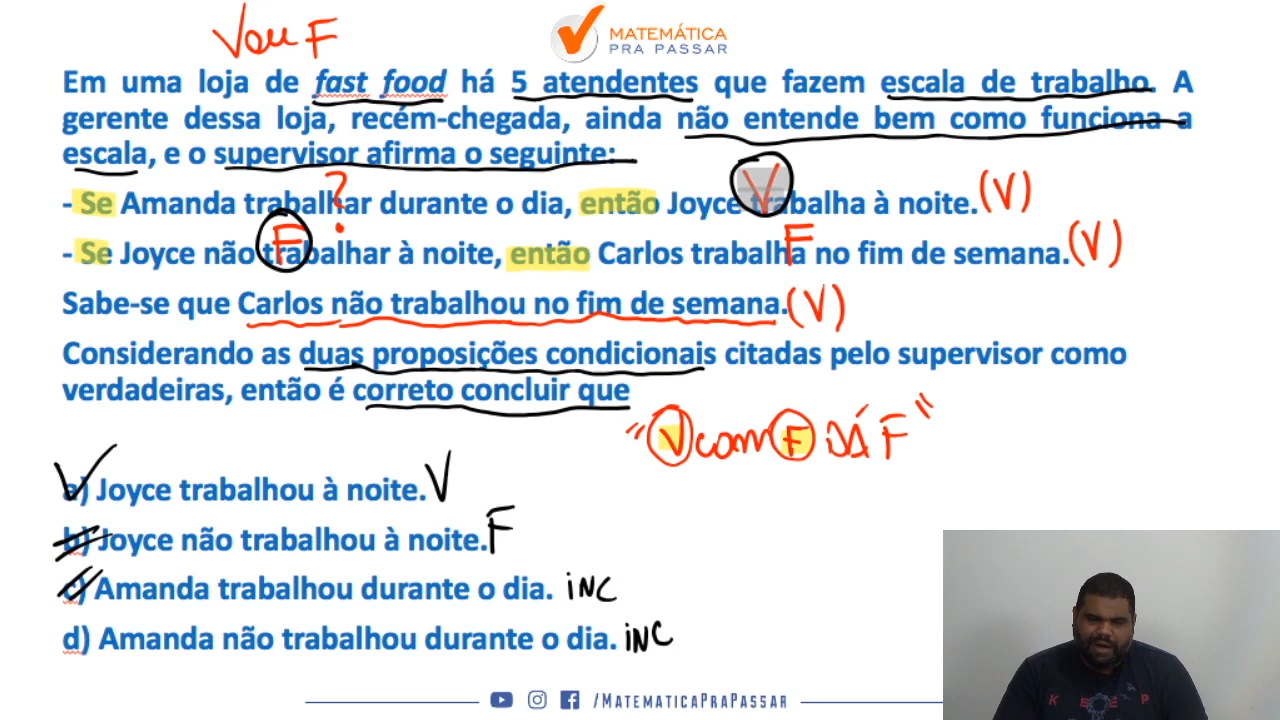 V ou F
MATEMÁTICA
PRA PASSAR
Em uma loja de fast food há 5 atendentes que fazem escala de trabalho. A
gerente dessa loja, recém-chegada, ainda não entende bem como funciona a
escala, e o supervisor afirma o seguinte:
? V
- Se Amanda trabalhar durante o dia, então Joyce trabalha à noite. (V)
F F
- Se Joyce não trabalhar à noite, então Carlos trabalha no fim de semana. (V)
Sabe-se que Carlos não trabalhou no fim de semana. (V)
Considerando as duas proposições condicionais citadas pelo supervisor como
verdadeiras, então é correto concluir que
"V com F DÁ F"
a) Joyce trabalhou à noite. V
b) Joyce não trabalhou à noite. F
c) Amanda trabalhou durante o dia. iNC
d) Amanda não trabalhou durante o dia. iNC
K E E P
/MatematicaPraPassar